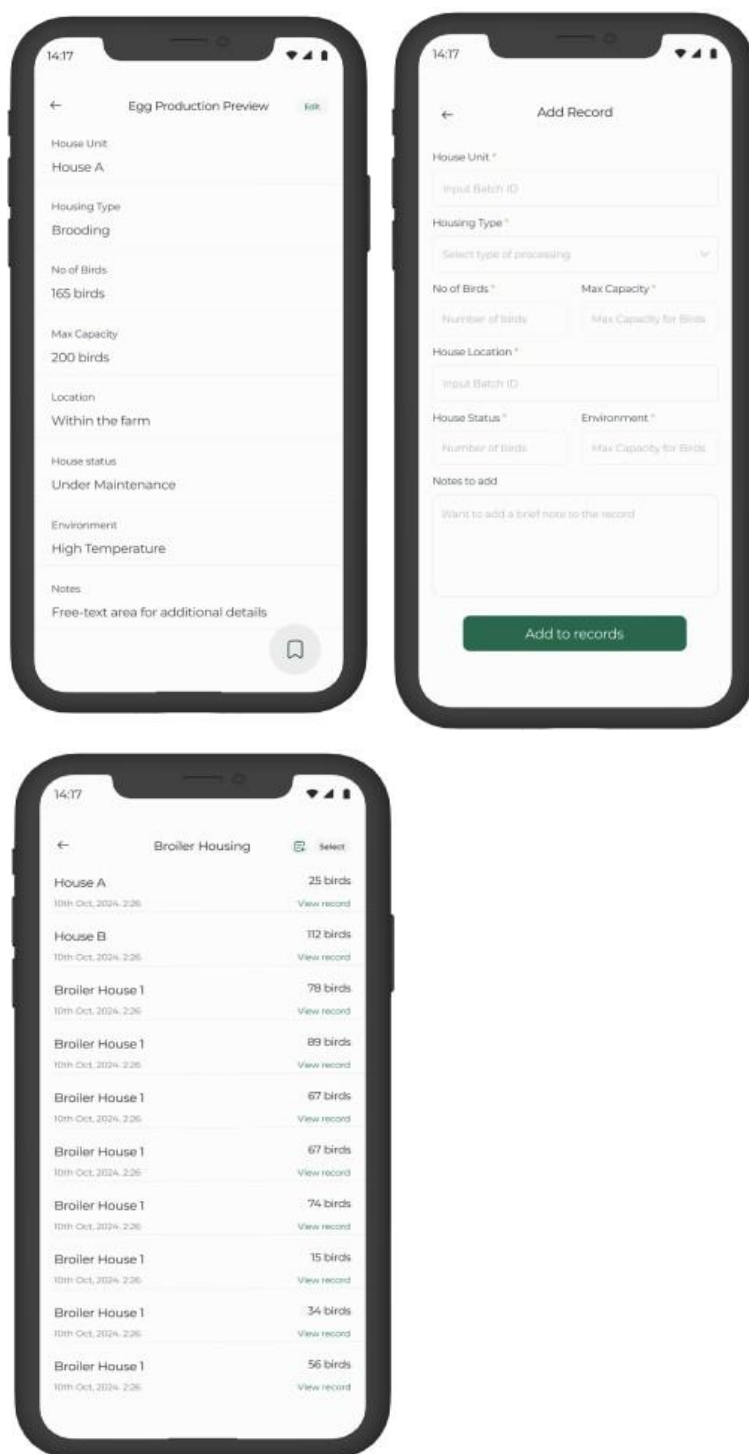 14:17
Egg Production Preview Edit
House Unit
House A
Housing Type
Brooding
No of Birds
165 birds
Max Capacity
200 birds
Location
Within the farm
House status
Under Maintenance
Environment
High Temperature
Notes
Free-text area for additional details
14:17
Add Record
House Unit *
Input Batch ID
Housing Type *
Select type of processing
No of Birds * Max Capacity *
Number of birds Max Capacity for Birds
House Location *
Input Batch ID
House Status * Environment *
Number of birds Max Capacity for Birds
Notes to add
Want to add a brief note to the record
Add to records
14:17
Broiler Housing Select
House A 25 birds
10th Oct, 2024. 2:26 View record
House B 112 birds
10th Oct, 2024. 2:26 View record
Broiler House 1 78 birds
10th Oct, 2024. 2:26 View record
Broiler House 1 89 birds
10th Oct, 2024. 2:26 View record
Broiler House 1 67 birds
10th Oct, 2024. 2:26 View record
Broiler House 1 67 birds
10th Oct, 2024. 2:26 View record
Broiler House 1 74 birds
10th Oct, 2024. 2:26 View record
Broiler House 1 15 birds
10th Oct, 2024. 2:26 View record
Broiler House 1 34 birds
10th Oct, 2024. 2:26 View record
Broiler House 1 56 birds
10th Oct, 2024. 2:26 View record